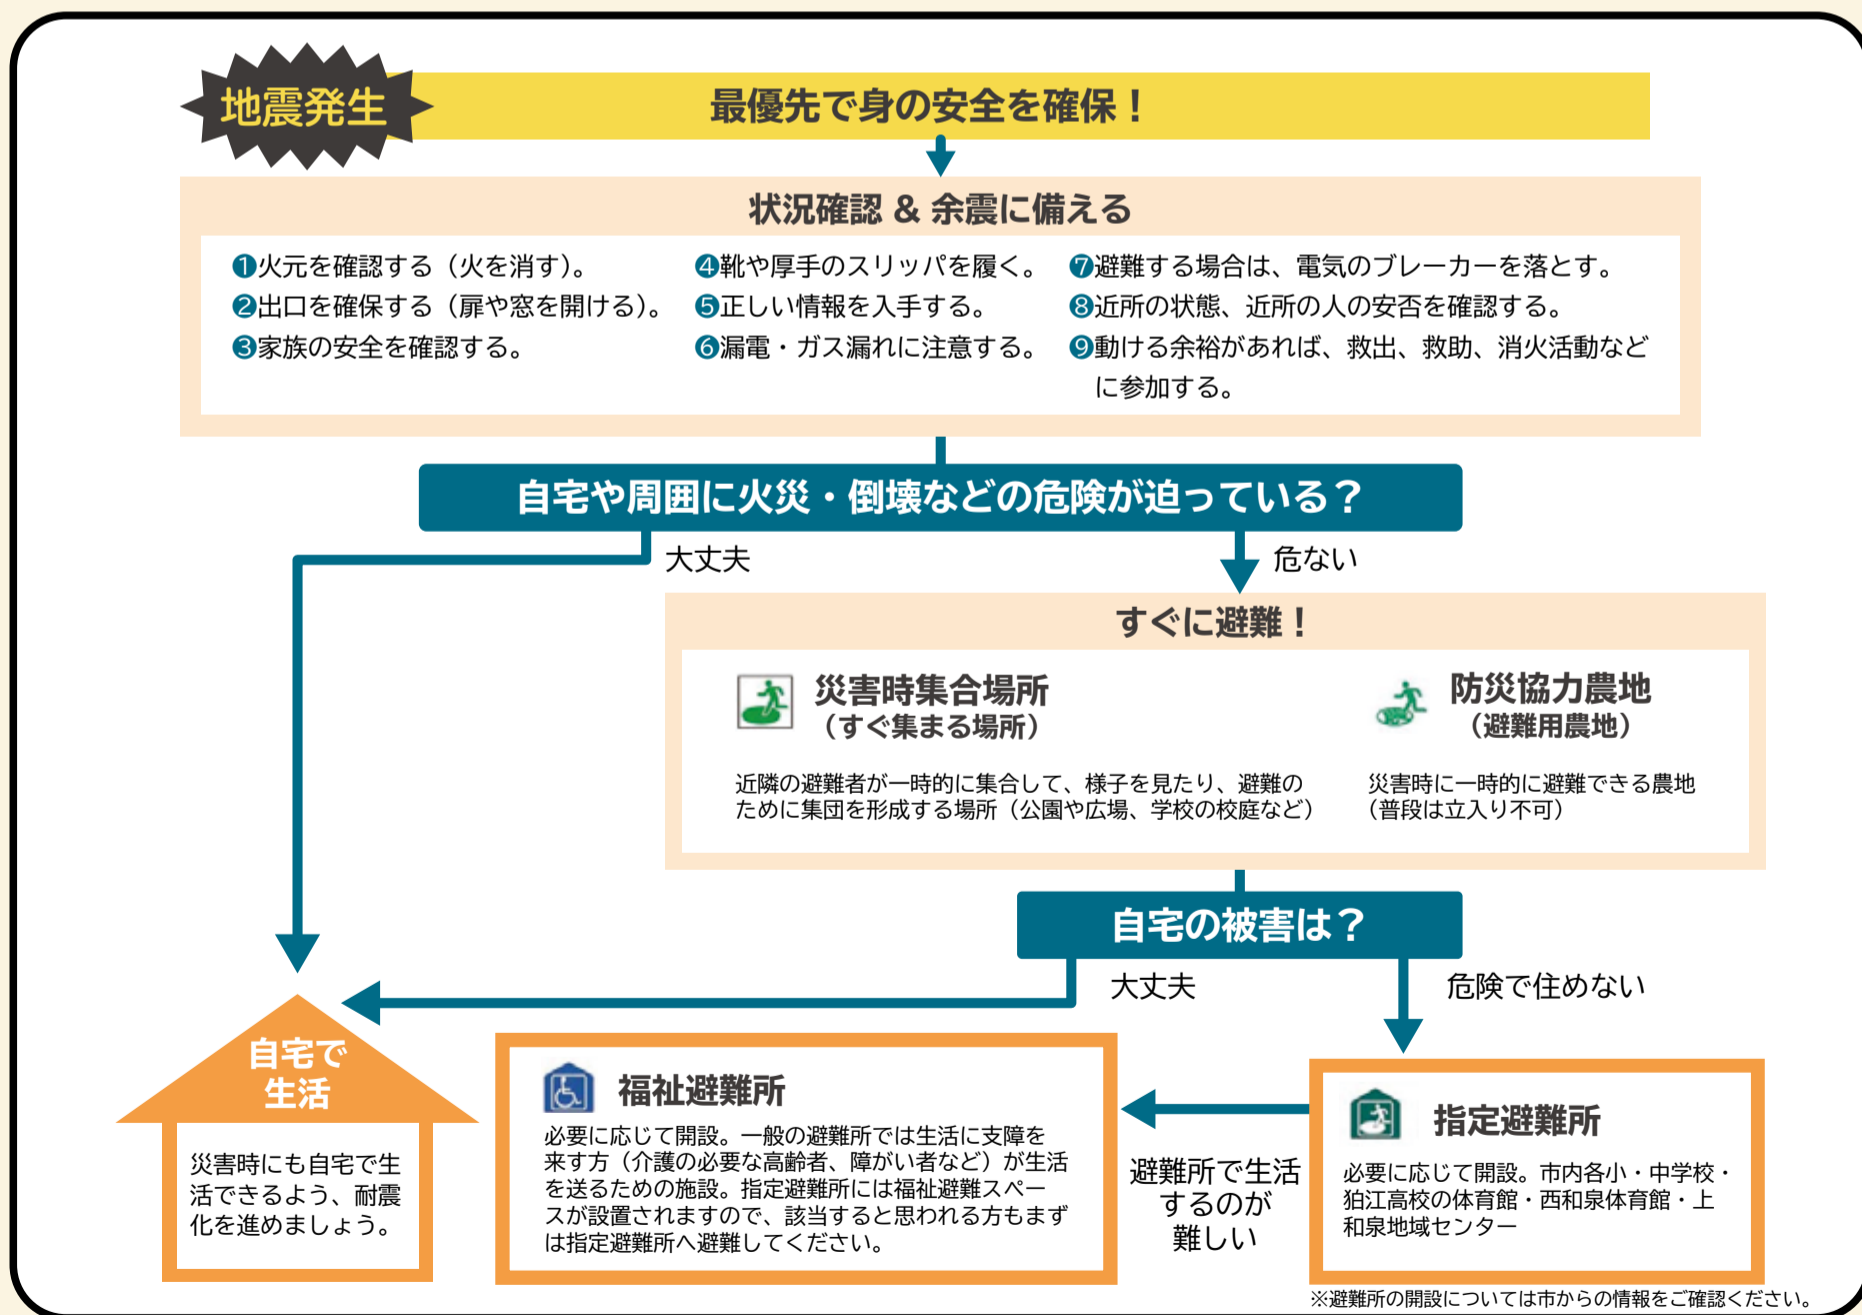 地震発生
最優先で身の安全を確保！
状況確認 & 余震に備える
❶火元を確認する（火を消す）。
❷出口を確保する（扉や窓を開ける）。
❸家族の安全を確認する。
❹靴や厚手のスリッパを履く。
❺正しい情報を入手する。
❻漏電・ガス漏れに注意する。
❼避難する場合は、電気のブレーカーを落とす。
❽近所の状態、近所の人の安否を確認する。
❾動ける余裕があれば、救出、救助、消火活動など
に参加する。
自宅や周囲に火災・倒壊などの危険が迫っている？
大丈夫
危ない
すぐに避難！
災害時集合場所
（すぐ集まる場所）
近隣の避難者が一時的に集合して、様子を見たり、避難の
ために集団を形成する場所（公園や広場、学校の校庭など）
防災協力農地
（避難用農地）
災害時に一時的に避難できる農地
（普段は立入り不可）
自宅の被害は？
大丈夫
危険で住めない
自宅で
生活
災害時にも自宅で生
活できるよう、耐震
化を進めましょう。
福祉避難所
必要に応じて開設。一般の避難所では生活に支障を
来す方（介護の必要な高齢者、障がい者など）が生活
を送るための施設。指定避難所には福祉避難スペー
スが設置されますので、該当すると思われる方もまず
は指定避難所へ避難してください。
避難所で生活
するのが
難しい
指定避難所
必要に応じて開設。市内各小・中学校・
狛江高校の体育館・西和泉体育館・上
和泉地域センター
※避難所の開設については市からの情報をご確認ください。